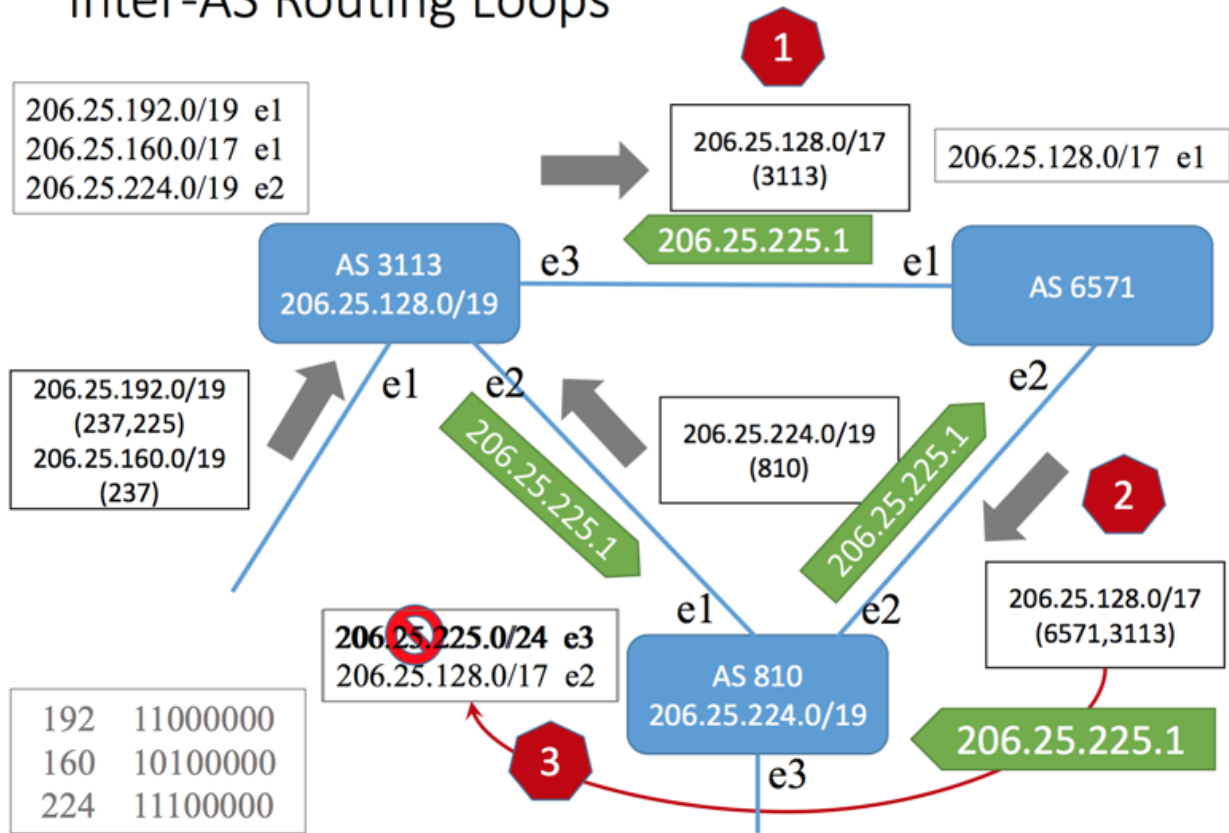 Inter-AS Routing Loops
1
206.25.192.0/19 e1
206.25.160.0/17 e1
206.25.224.0/19 e2
206.25.128.0/17
(3113)
206.25.128.0/17 e1
206.25.225.1
AS 3113
206.25.128.0/19
e3
e1
AS 6571
206.25.192.0/19
(237,225)
206.25.160.0/19
(237)
e1
e2
206.25.224.0/19
(810)
e2
206.25.225.1
206.25.225.1
2
206.25.128.0/17
(6571,3113)
e1
e2
206.25.225.0/24 e3
206.25.128.0/17 e2
AS 810
206.25.224.0/19
206.25.225.1
3
e3
192 11000000
160 10100000
224 11100000